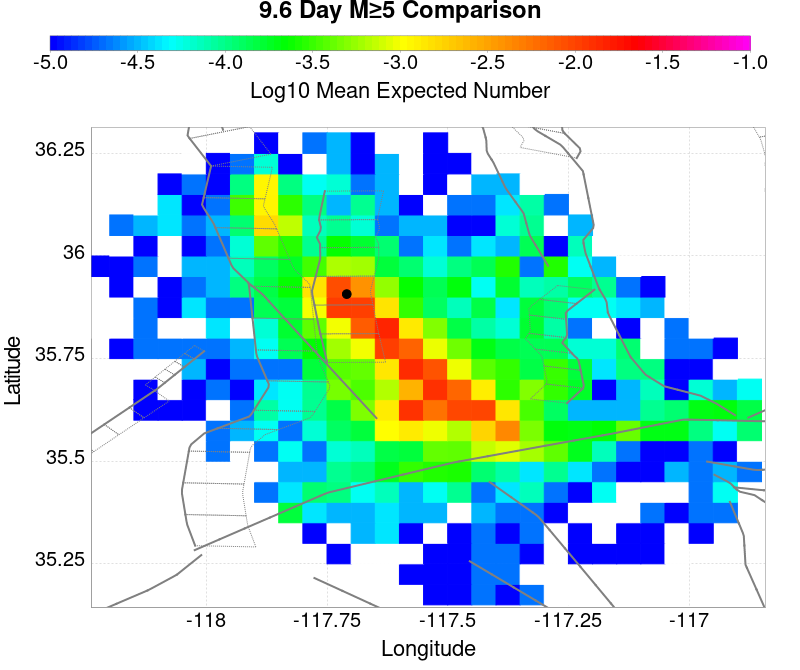 9.6 Day M≥5 Comparison
-5.0 -4.5 -4.0 -3.5 -3.0 -2.5 -2.0 -1.5 -1.0
Log10 Mean Expected Number
36.25
36
35.75
35.5
35.25
Latitude
-118 -117.75 -117.5 -117.25 -117
Longitude